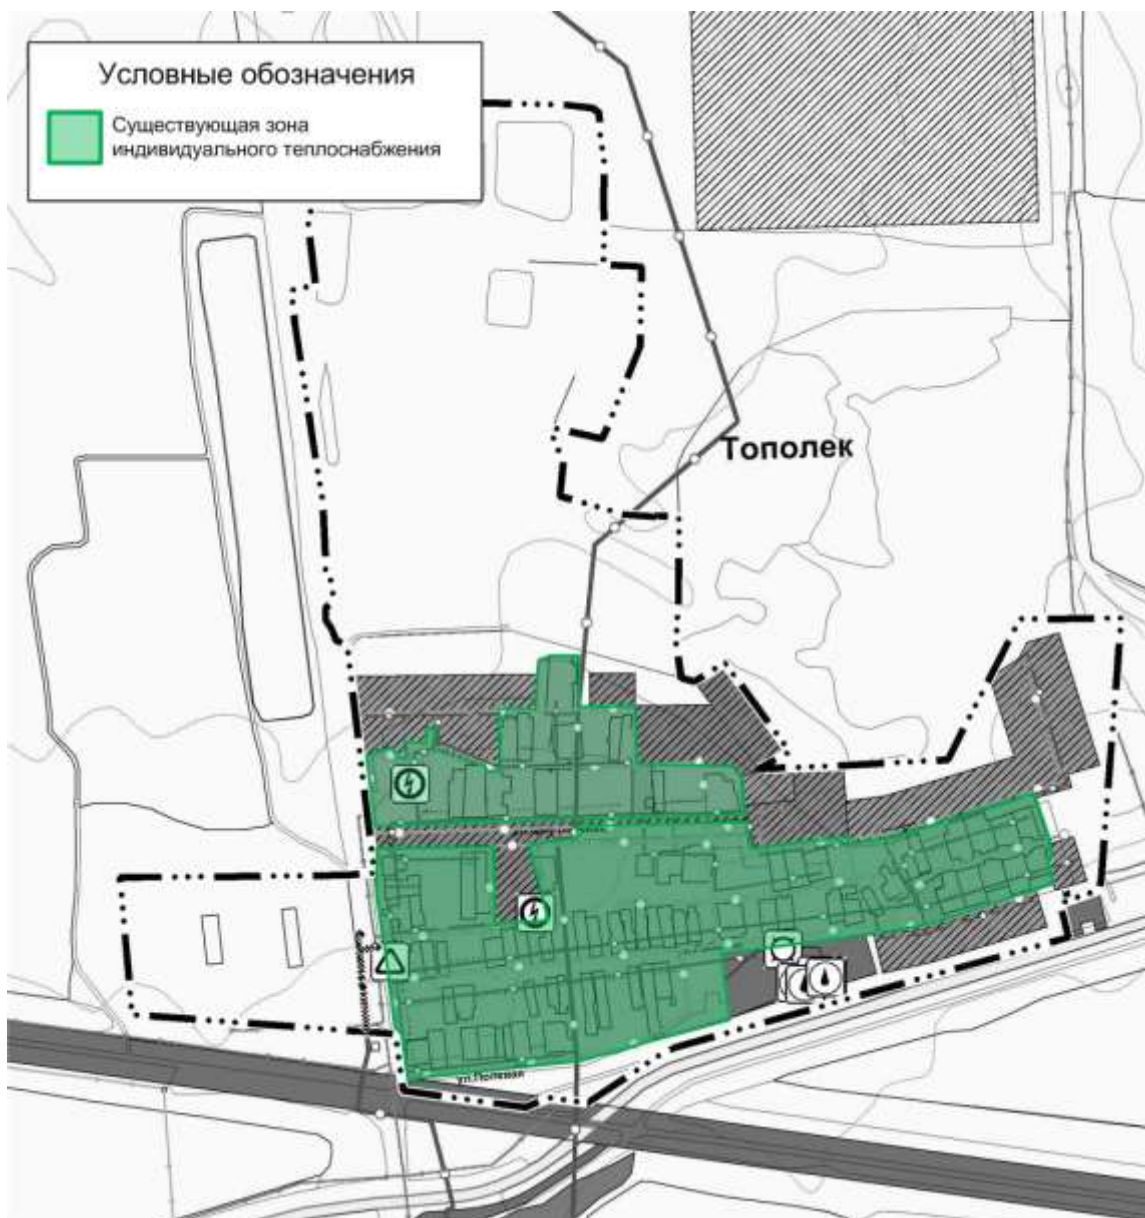 Условные обозначения
Существующая зона
индивидуального теплоснабжения
Тополек
ул.Полевая